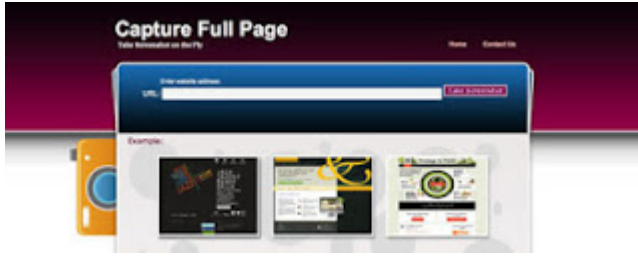 Capture Full Page
Take Screenshot on the Fly
Home Contact Us
Enter website address:
URL:
Take Screenshot
Example: